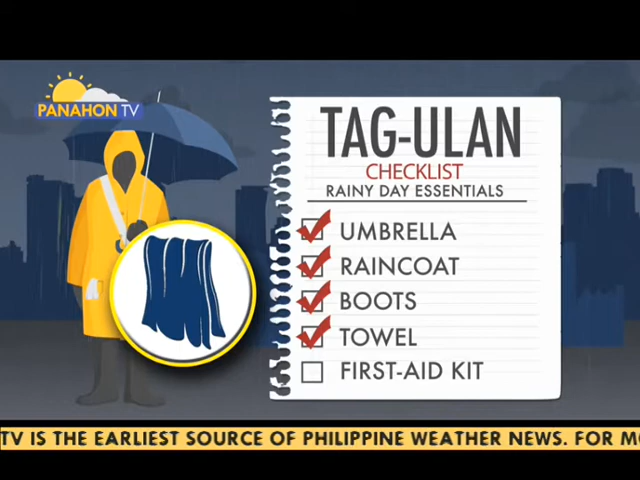 PANAHON TV
TAG-ULAN
CHECKLIST
RAINY DAY ESSENTIALS
UMBRELLA
RAINCOAT
BOOTS
TOWEL
FIRST-AID KIT
TV IS THE EARLIEST SOURCE OF PHILIPPINE WEATHER NEWS. FOR